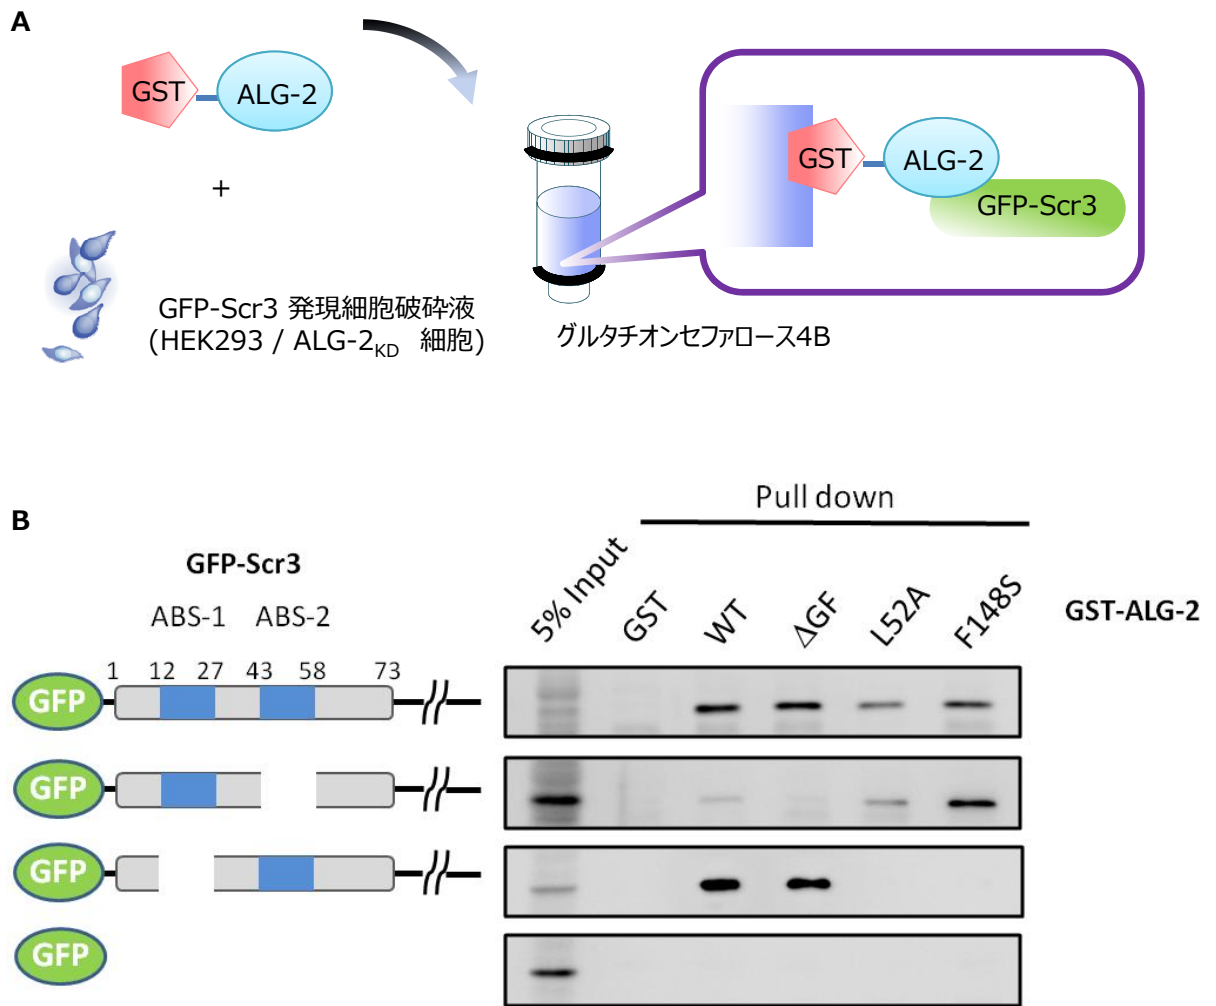 A
GST
ALG-2
+
GFP-Scr3 発現細胞破砕液
(HEK293 / ALG-2KD 細胞)
グルタチオンセファロース4B
GST
ALG-2
GFP-Scr3
B
Pull down
GFP-Scr3
ABS-1 ABS-2
5% Input
GST
WT
ΔGF
L52A
F148S
GST-ALG-2
1 12 27 43 58 73
GFP
GFP
GFP
GFP